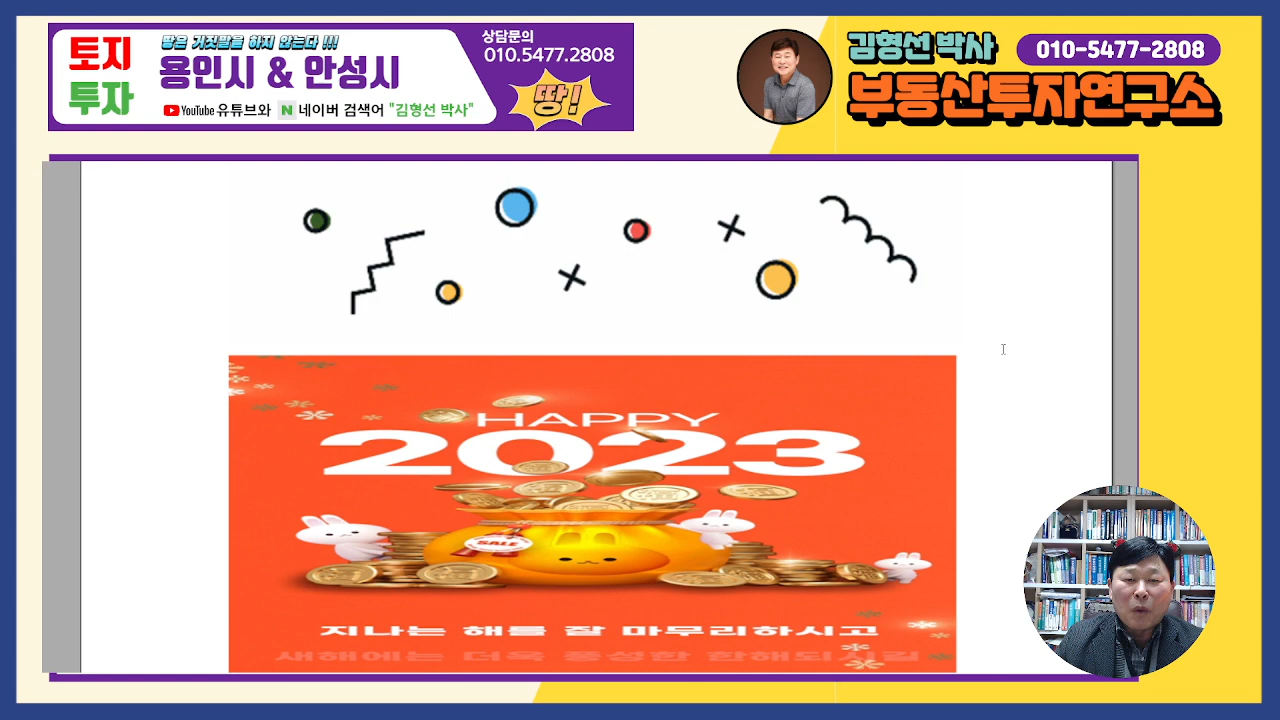 토지
투자
땅은 거짓말을 하지 않는다 !!!
용인시 & 안성시
YouTube 유튜브와 N 네이버 검색어 "김형선 박사"
상담문의
010.5477.2808
땅!
김형선 박사
010-5477-2808
부동산투자연구소
HAPPY
2023
SALE
지나는 해를 잘 마무리하시고
새해에는 더욱 풍성한 한해되시길